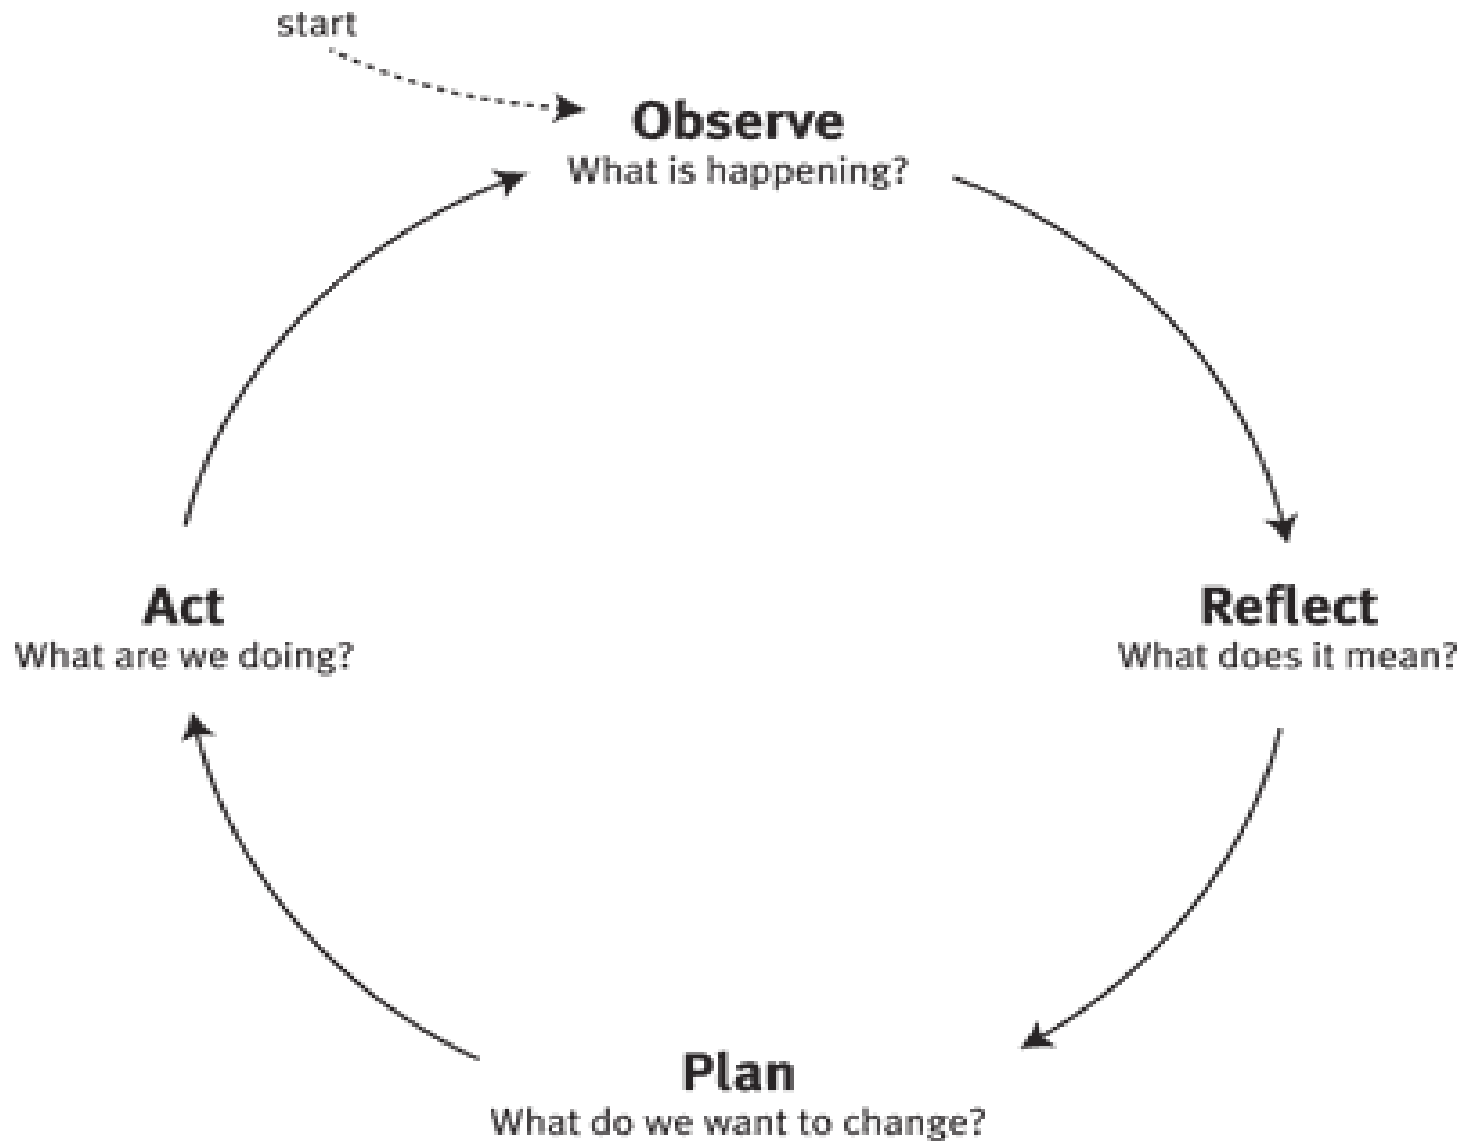 start
Observe
What is happening?
Reflect
What does it mean?
Plan
What do we want to change?
Act
What are we doing?